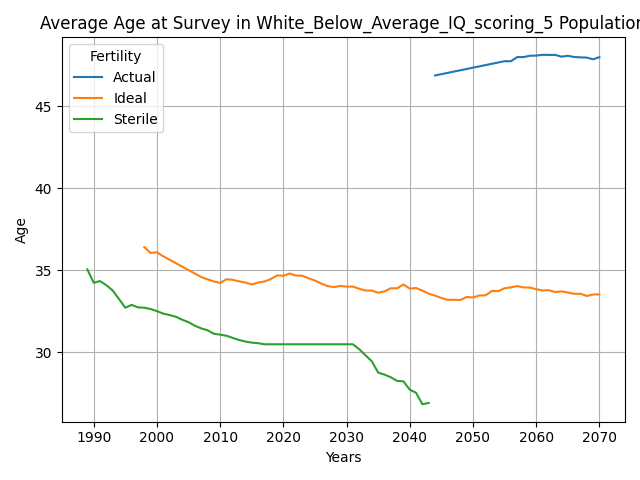 Average Age at Survey in White_Below_Average_IQ_scoring_5 Population
Fertility
Actual
Ideal
Sterile
45
40
35
30
Age
1990 2000 2010 2020 2030 2040 2050 2060 2070
Years